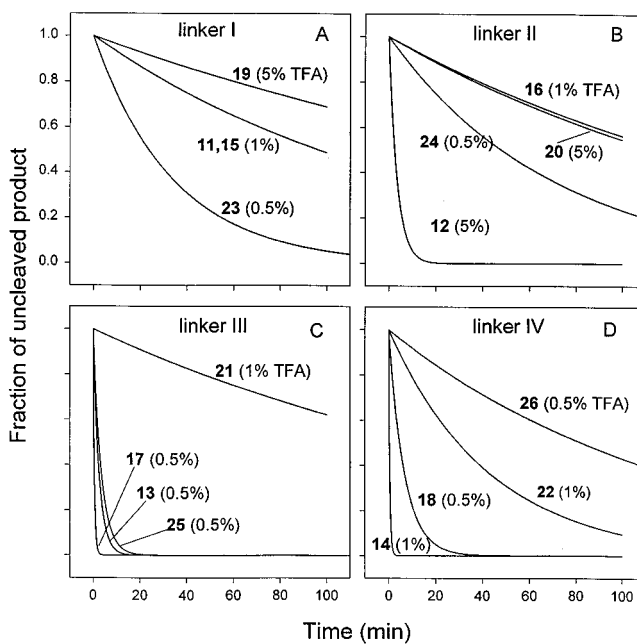 linker I
A
19 (5% TFA)
11,15 (1%)
23 (0.5%)
linker II
B
16 (1% TFA)
24 (0.5%)
20 (5%)
12 (5%)
1.0
0.8
0.6
0.4
0.2
0.0
Fraction of uncleaved product
linker III
C
21 (1% TFA)
17 (0.5%)
13 (0.5%)
25 (0.5%)
linker IV
D
26 (0.5% TFA)
22 (1%)
18 (0.5%)
14 (1%)
0 20 40 60 80 100
0 20 40 60 80 100
Time (min)